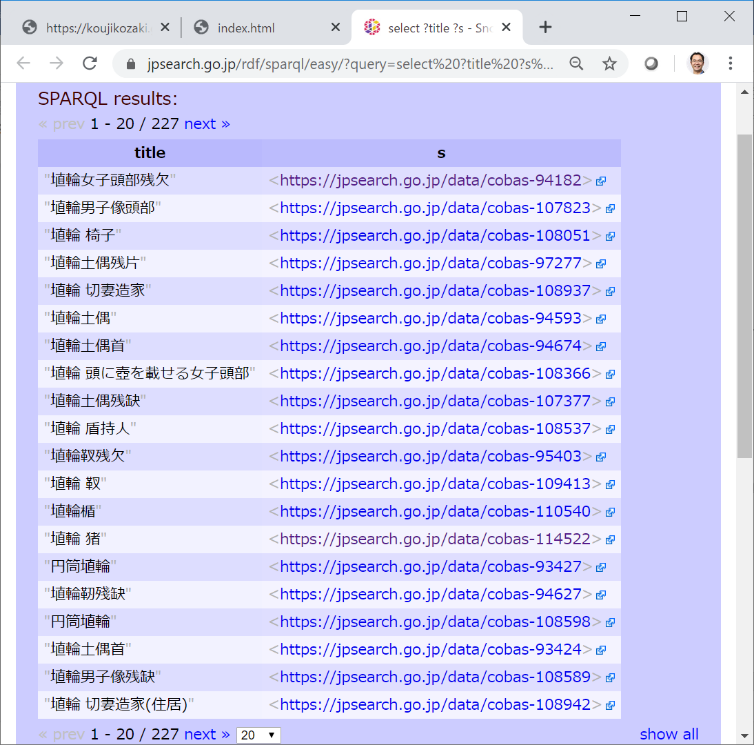 https://koujikozaki.
index.html
select ?title ?s - Sno
jpsearch.go.jp/rdf/sparql/easy/?query=select%20?title%20?s%...
SPARQL results:
« prev 1 - 20 / 227 next »
title s
"埴輪女子頭部残欠" <https://jpsearch.go.jp/data/cobas-94182>
"埴輪男子像頭部" <https://jpsearch.go.jp/data/cobas-107823>
"埴輪 椅子" <https://jpsearch.go.jp/data/cobas-108051>
"埴輪土偶残片" <https://jpsearch.go.jp/data/cobas-97277>
"埴輪 切妻造家" <https://jpsearch.go.jp/data/cobas-108937>
"埴輪土偶" <https://jpsearch.go.jp/data/cobas-94593>
"埴輪土偶首" <https://jpsearch.go.jp/data/cobas-94674>
"埴輪 頭に壺を載せる女子頭部" <https://jpsearch.go.jp/data/cobas-108366>
"埴輪土偶残缺" <https://jpsearch.go.jp/data/cobas-107377>
"埴輪 盾持人" <https://jpsearch.go.jp/data/cobas-108537>
"埴輪靫残欠" <https://jpsearch.go.jp/data/cobas-95403>
"埴輪 靫" <https://jpsearch.go.jp/data/cobas-109413>
"埴輪楯" <https://jpsearch.go.jp/data/cobas-110540>
"埴輪 猪" <https://jpsearch.go.jp/data/cobas-114522>
"円筒埴輪" <https://jpsearch.go.jp/data/cobas-93427>
"埴輪靭残缺" <https://jpsearch.go.jp/data/cobas-94627>
"円筒埴輪" <https://jpsearch.go.jp/data/cobas-108598>
"埴輪土偶首" <https://jpsearch.go.jp/data/cobas-93424>
"埴輪男子像残缺" <https://jpsearch.go.jp/data/cobas-108589>
"埴輪 切妻造家(住居)" <https://jpsearch.go.jp/data/cobas-108942>
« prev 1 - 20 / 227 next » 20 show all